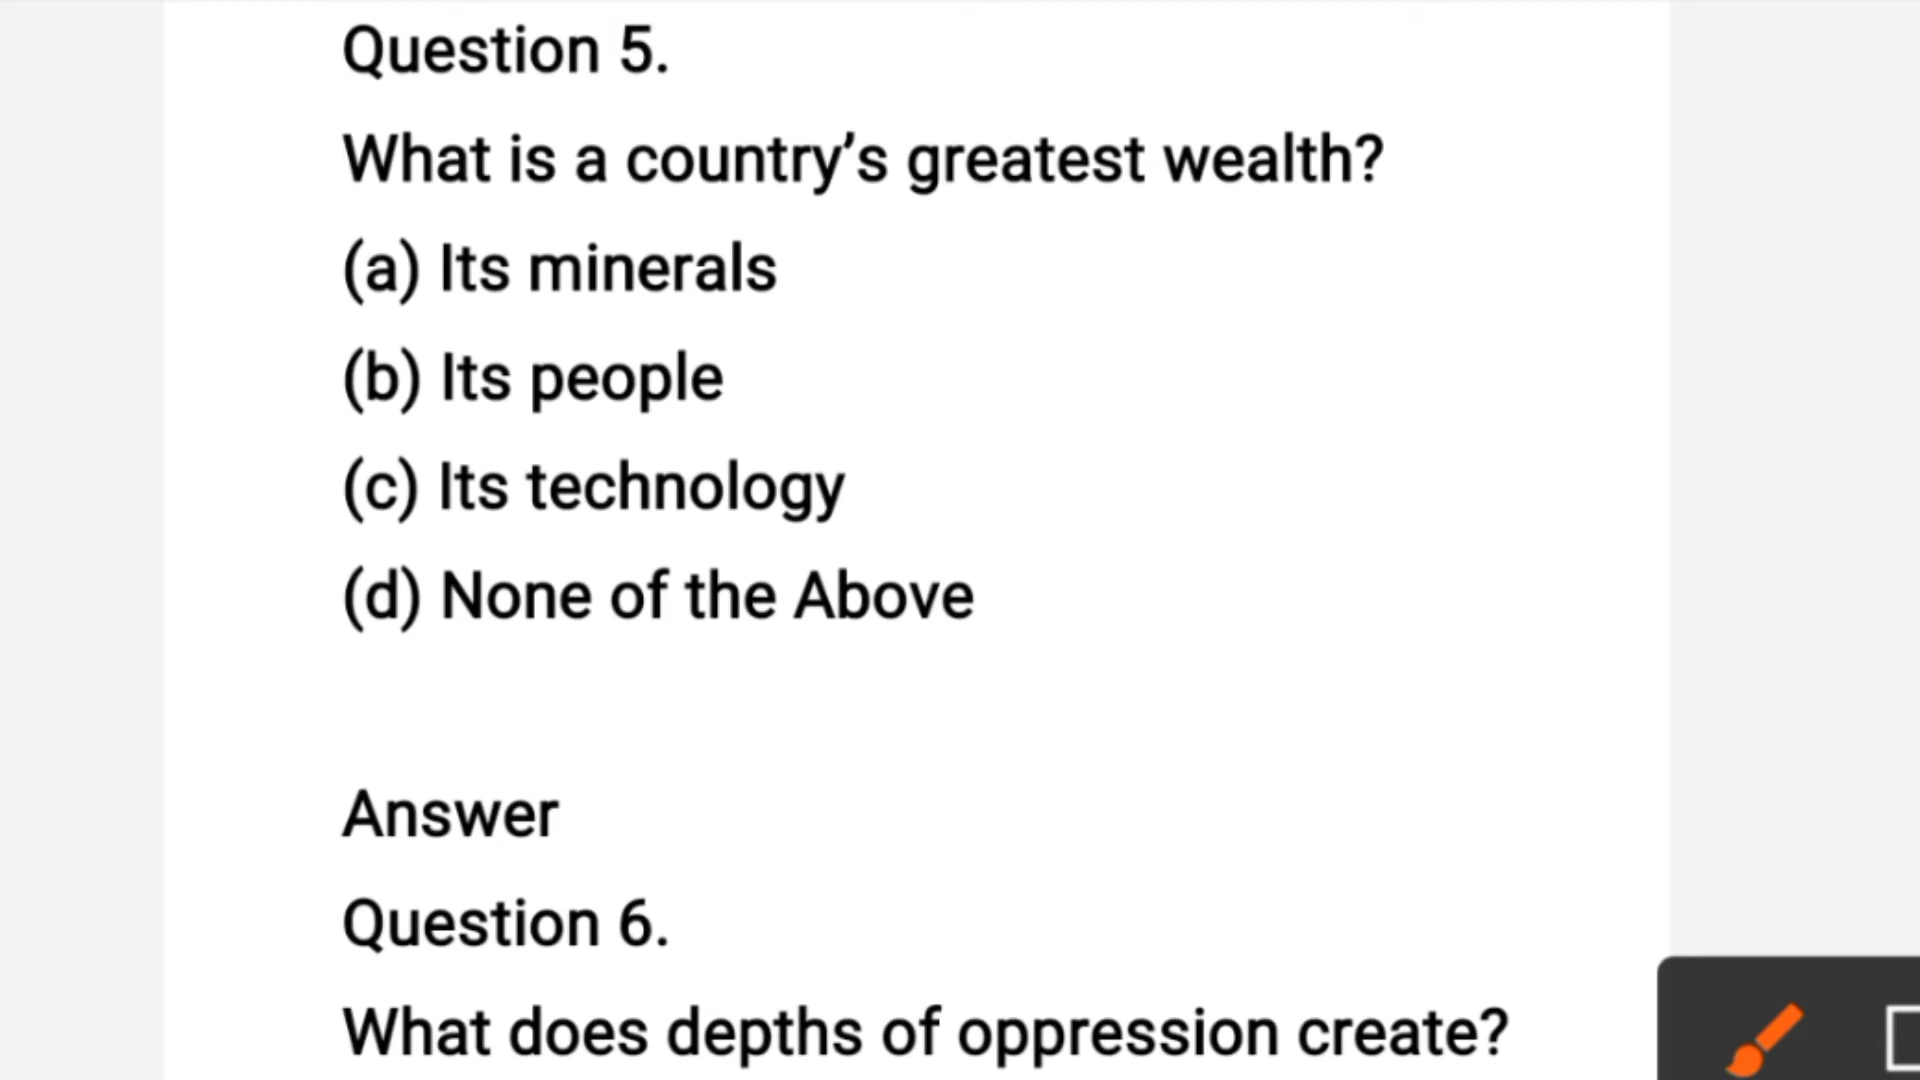 Question 5.
What is a country’s greatest wealth?
(a) Its minerals
(b) Its people
(c) Its technology
(d) None of the Above
Answer
Question 6.
What does depths of oppression create?